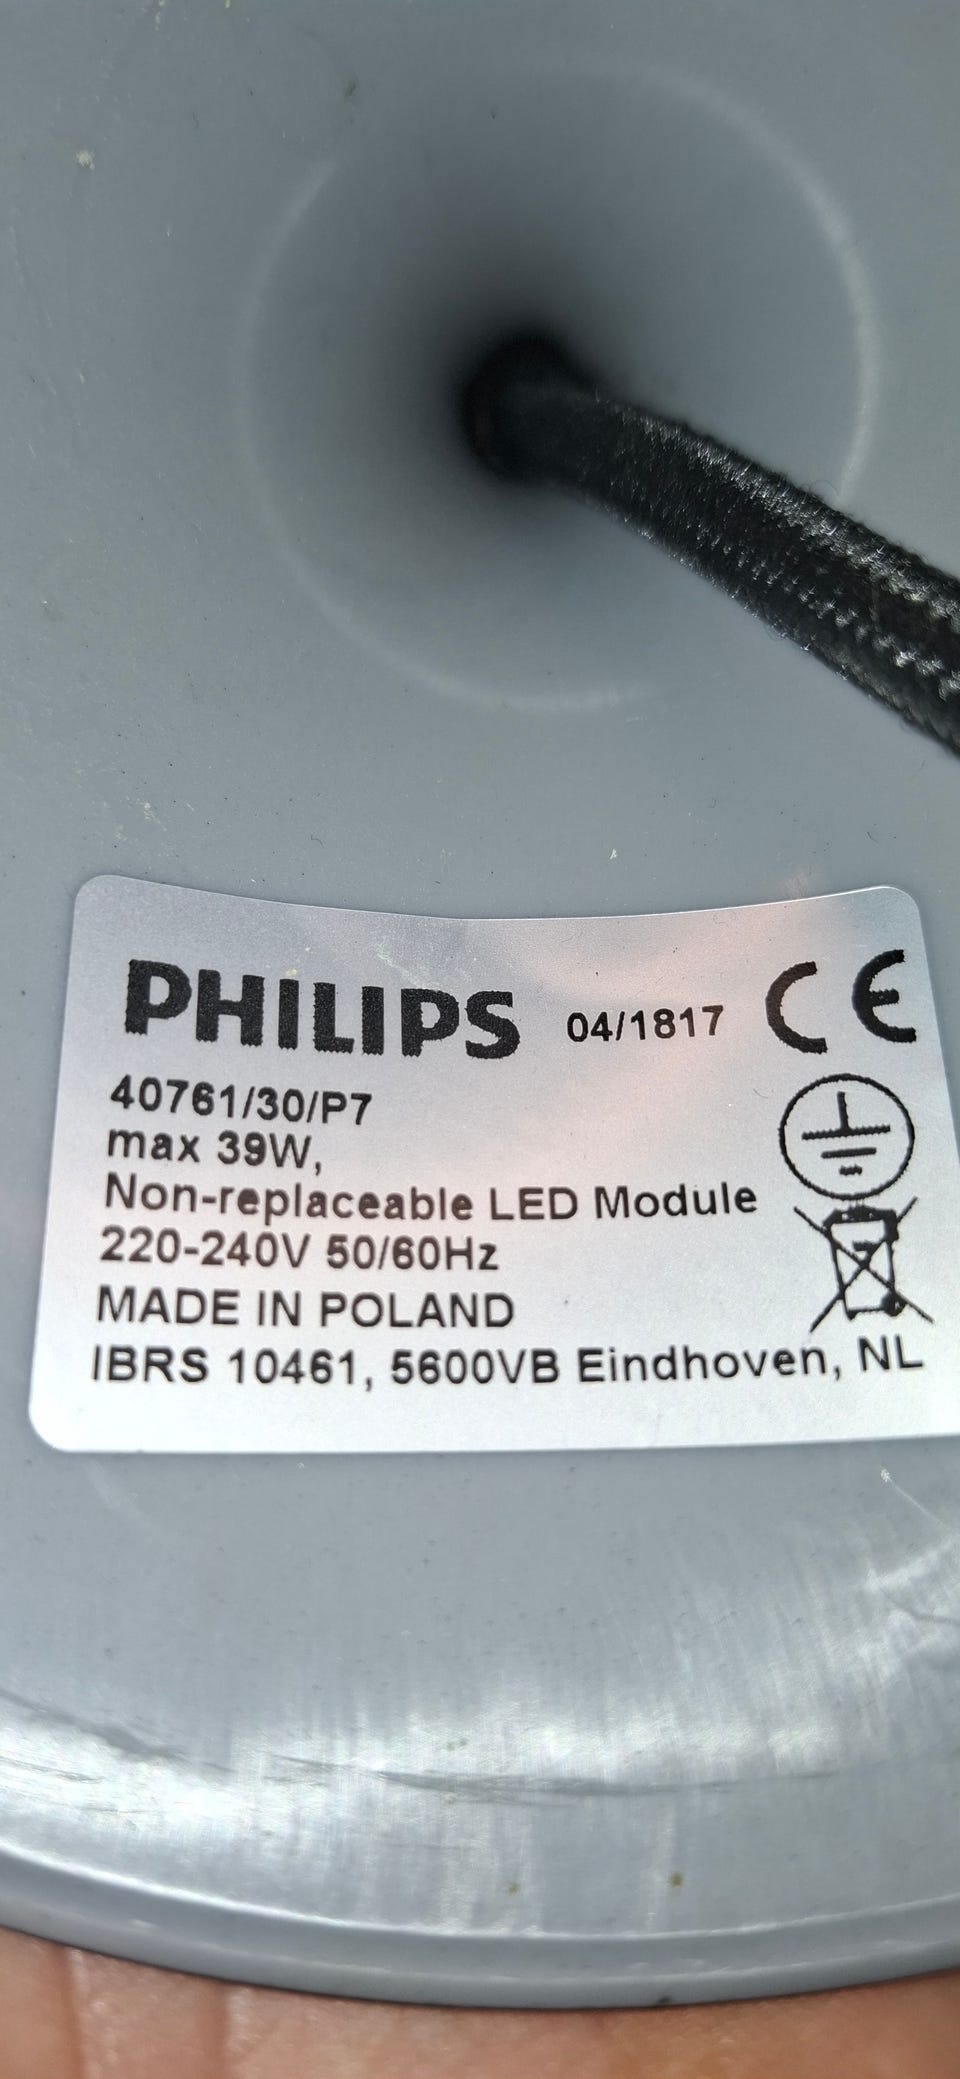 PHILIPS 04/1817 CE
40761/30/P7
max 39W,
Non-replaceable LED Module
220-240V 50/60Hz
MADE IN POLAND
IBRS 10461, 5600VB Eindhoven, NL